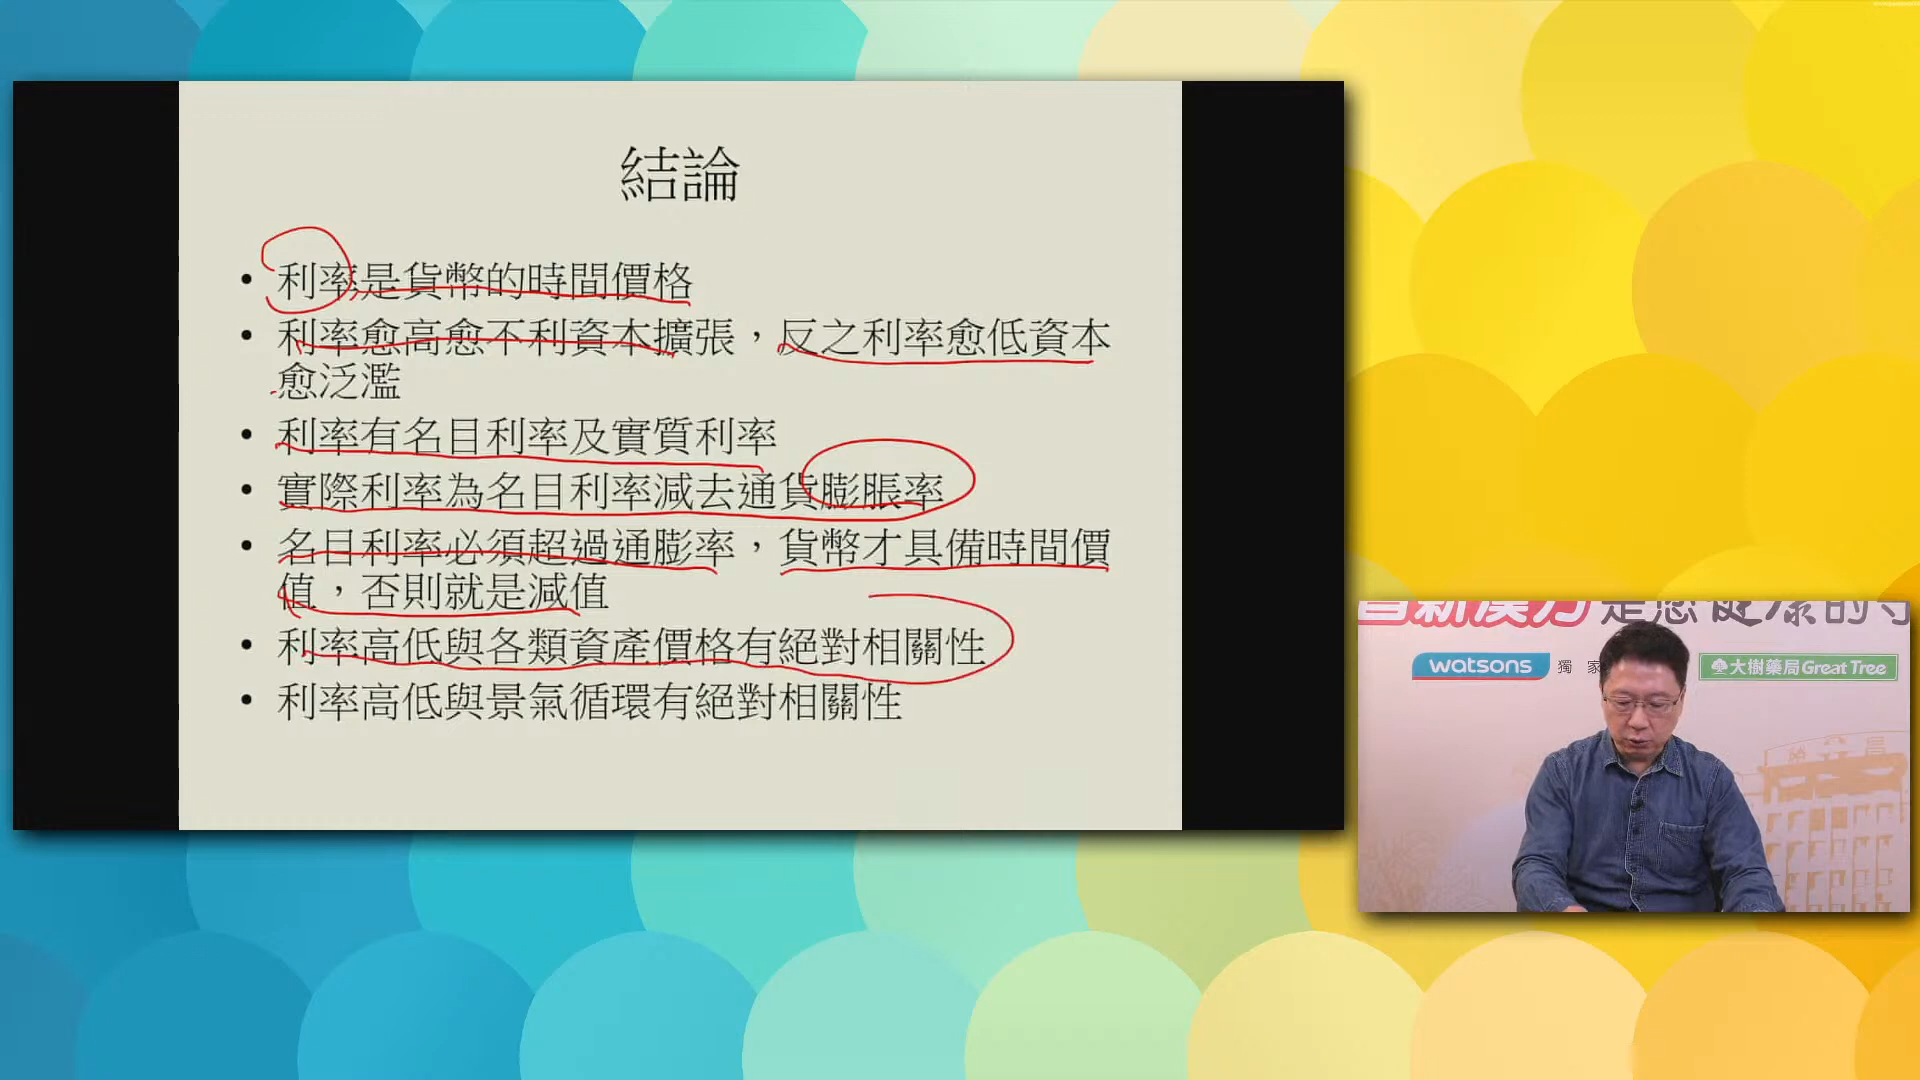 結論
• 利率是貨幣的時間價格
• 利率愈高愈不利資本擴張，反之利率愈低資本
愈泛濫
• 利率有名目利率及實質利率
• 實際利率為名目利率減去通貨膨脹率
• 名目利率必須超過通膨率，貨幣才具備時間價
值，否則就是減值
• 利率高低與各類資產價格有絕對相關性
• 利率高低與景氣循環有絕對相關性
是您健康的守
watsons 獨 家
大樹藥局 Great Tree